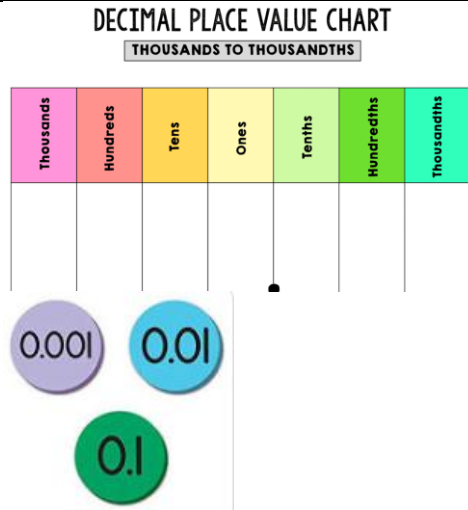 DECIMAL PLACE VALUE CHART
THOUSANDS TO THOUSANDTHS
Thousands
Hundreds
Tens
Ones
Tenths
Hundredths
Thousandths
0.001
0.01
0.1